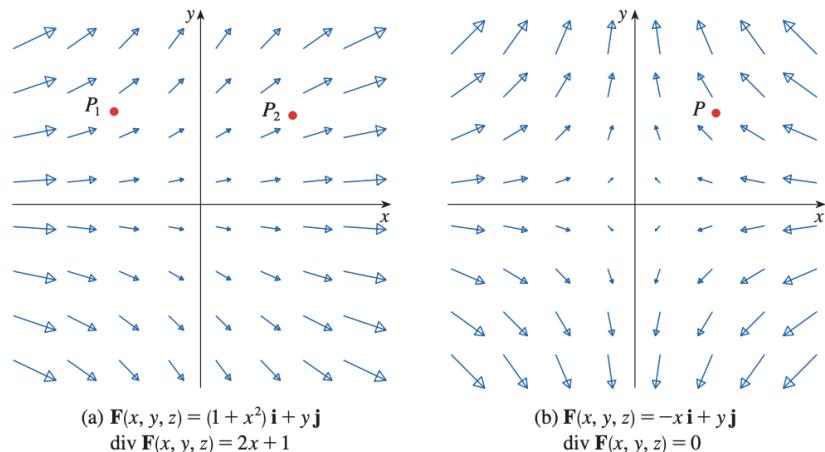 y
y
P₁
P₂
P
x
x
(a) F(x, y, z) = (1 + x²) i + y j
div F(x, y, z) = 2x + 1
(b) F(x, y, z) = −x i + y j
div F(x, y, z) = 0